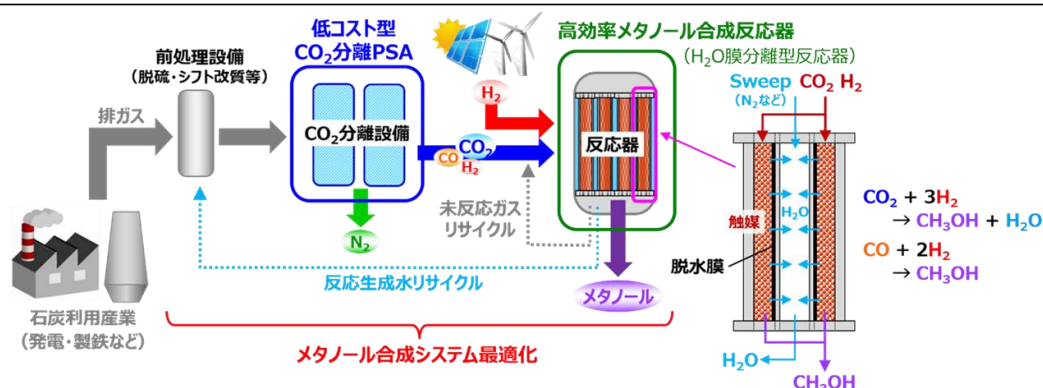 低コスト型
CO₂分離PSA
高効率メタノール合成反応器
（H₂O膜分離型反応器）
前処理設備
（脱硫・シフト改質等）
排ガス
CO₂分離設備
H₂
CO₂
CO
H₂
反応器
N₂
未反応ガス
リサイクル
反応生成水リサイクル
メタノール
石炭利用産業
（発電・製鉄など）
メタノール合成システム最適化
Sweep
（N₂など）
CO₂ H₂
H₂O
触媒
脱水膜
H₂O
CH₃OH
CO₂ + 3H₂
→ CH₃OH + H₂O
CO + 2H₂
→ CH₃OH